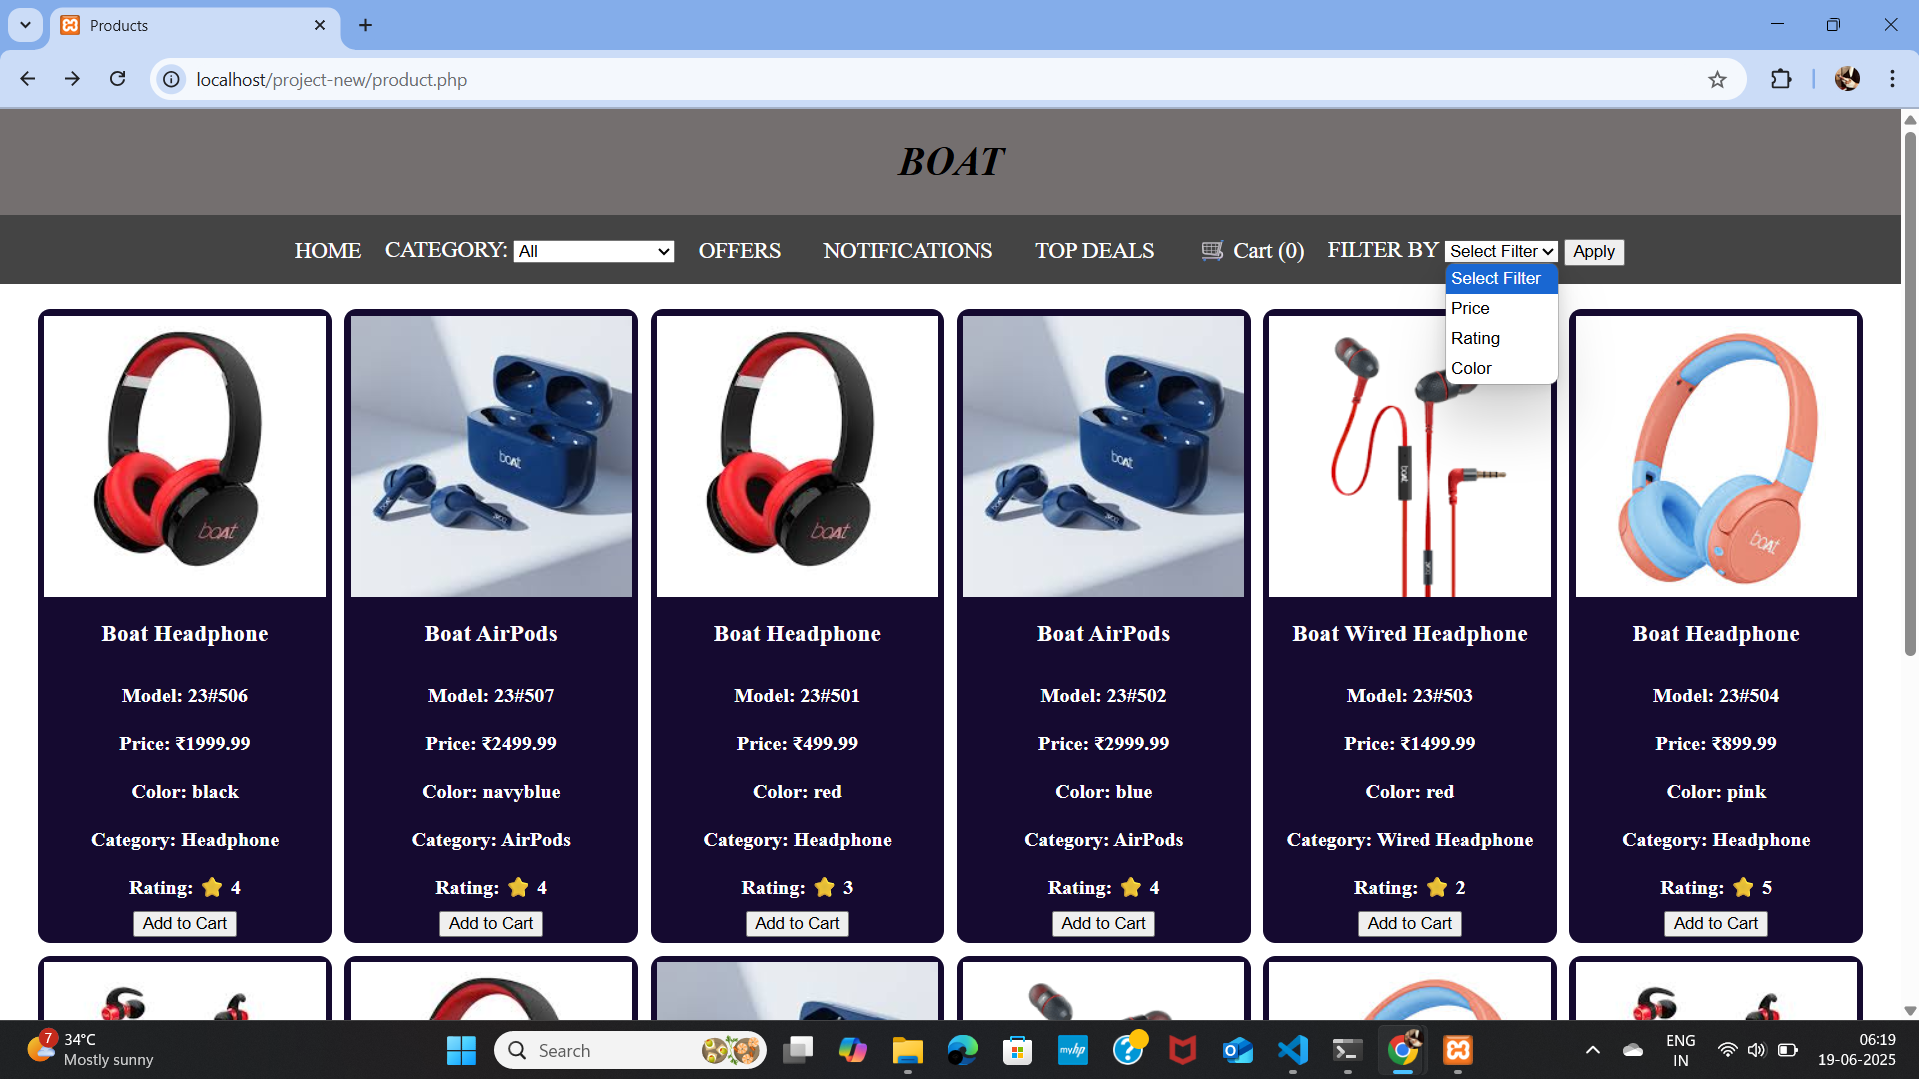 Products
localhost/project-new/product.php
BOAT
HOME CATEGORY: All OFFERS NOTIFICATIONS TOP DEALS Cart (0) FILTER BY Select Filter Apply
Select Filter
Price
Rating
Color
boat boat boat boat boat boat
Boat Headphone Boat AirPods Boat Headphone Boat AirPods Boat Wired Headphone Boat Headphone
Model: 23#506 Model: 23#507 Model: 23#501 Model: 23#502 Model: 23#503 Model: 23#504
Price: ₹1999.99 Price: ₹2499.99 Price: ₹499.99 Price: ₹2999.99 Price: ₹1499.99 Price: ₹899.99
Color: black Color: navyblue Color: red Color: blue Color: red Color: pink
Category: Headphone Category: AirPods Category: Headphone Category: AirPods Category: Wired Headphone Category: Headphone
Rating: ⭐ 4 Rating: ⭐ 4 Rating: ⭐ 3 Rating: ⭐ 4 Rating: ⭐ 2 Rating: ⭐ 5
Add to Cart Add to Cart Add to Cart Add to Cart Add to Cart Add to Cart
7 34°C
Mostly sunny
Search
myhp
ENG
IN
06:19
19-06-2025